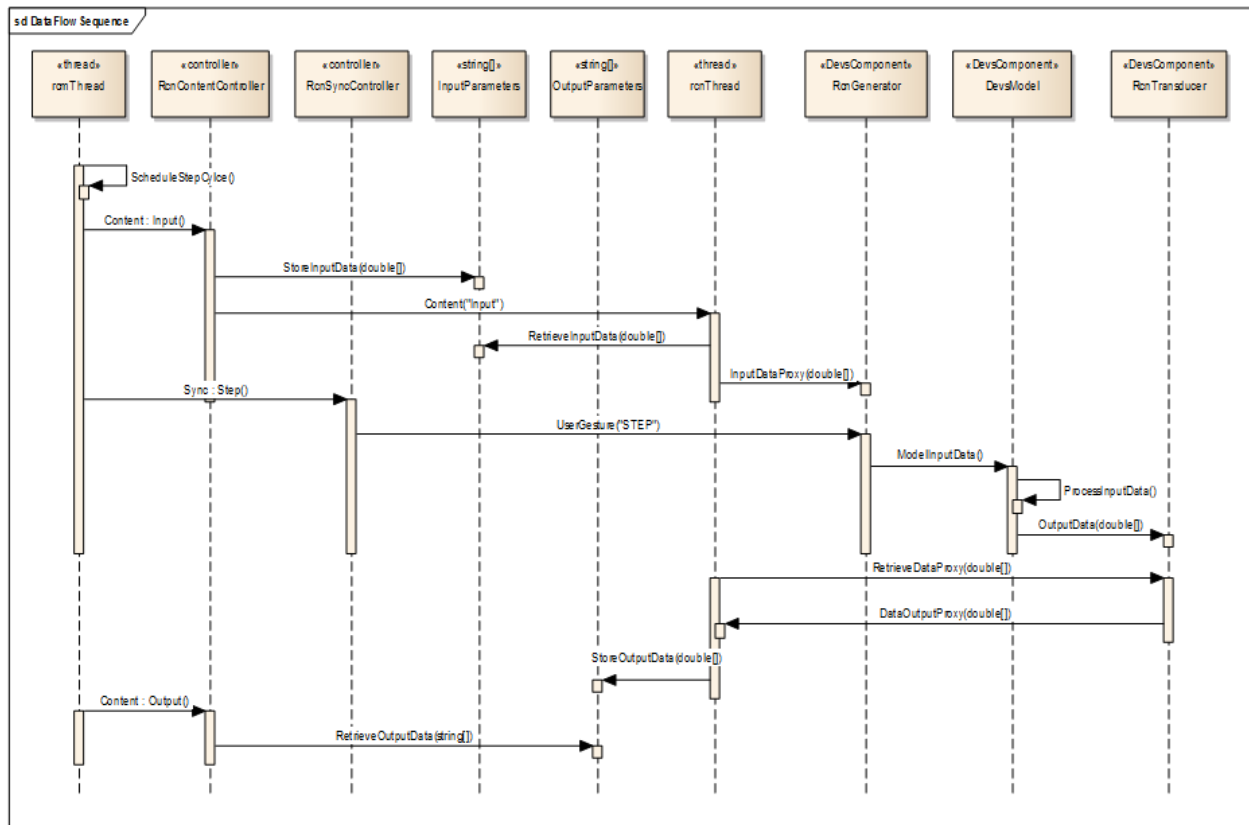 sd DataFlow Sequence
«thread»
rcmThread
«controller»
RcnContentController
«controller»
RcnSyncController
«string[]»
InputParameters
«string[]»
OutputParameters
«thread»
rcnThread
«DevsComponent»
RcnGenerator
«DevsComponent»
DevsModel
«DevsComponent»
RcnTransducer
ScheduleStepCylce()
Content : Input()
StoreInputData(double[])
Content("Input")
RetrieveInputData(double[])
InputDataProxy(double[])
Sync : Step()
UserGesture("STEP")
ModelInputData()
ProcessInputData()
OutputData(double[])
RetrieveDataProxy(double[])
DataOutputProxy(double[])
StoreOutputData(double[])
Content : Output()
RetrieveOutputData(string[])